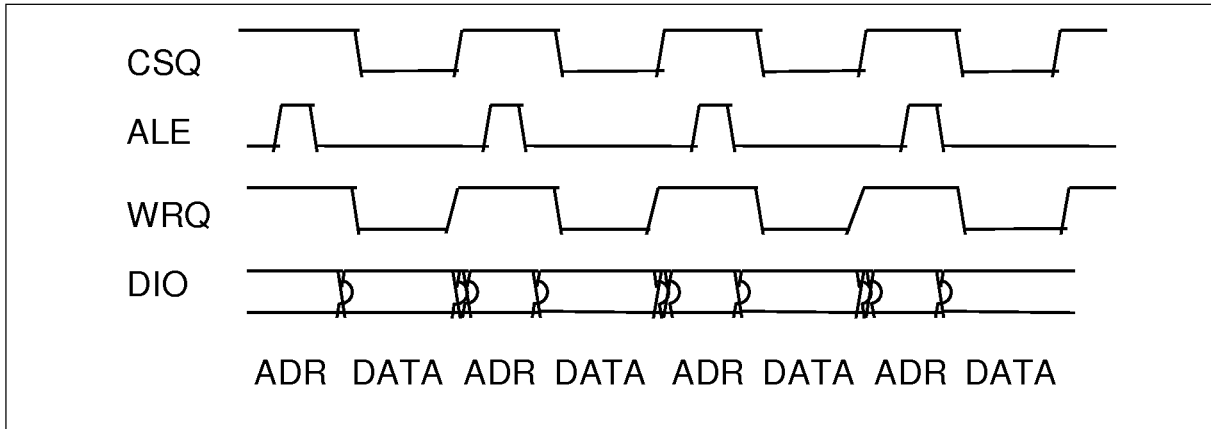 CSQ
ALE
WRQ
DIO
ADR DATA ADR DATA ADR DATA ADR DATA